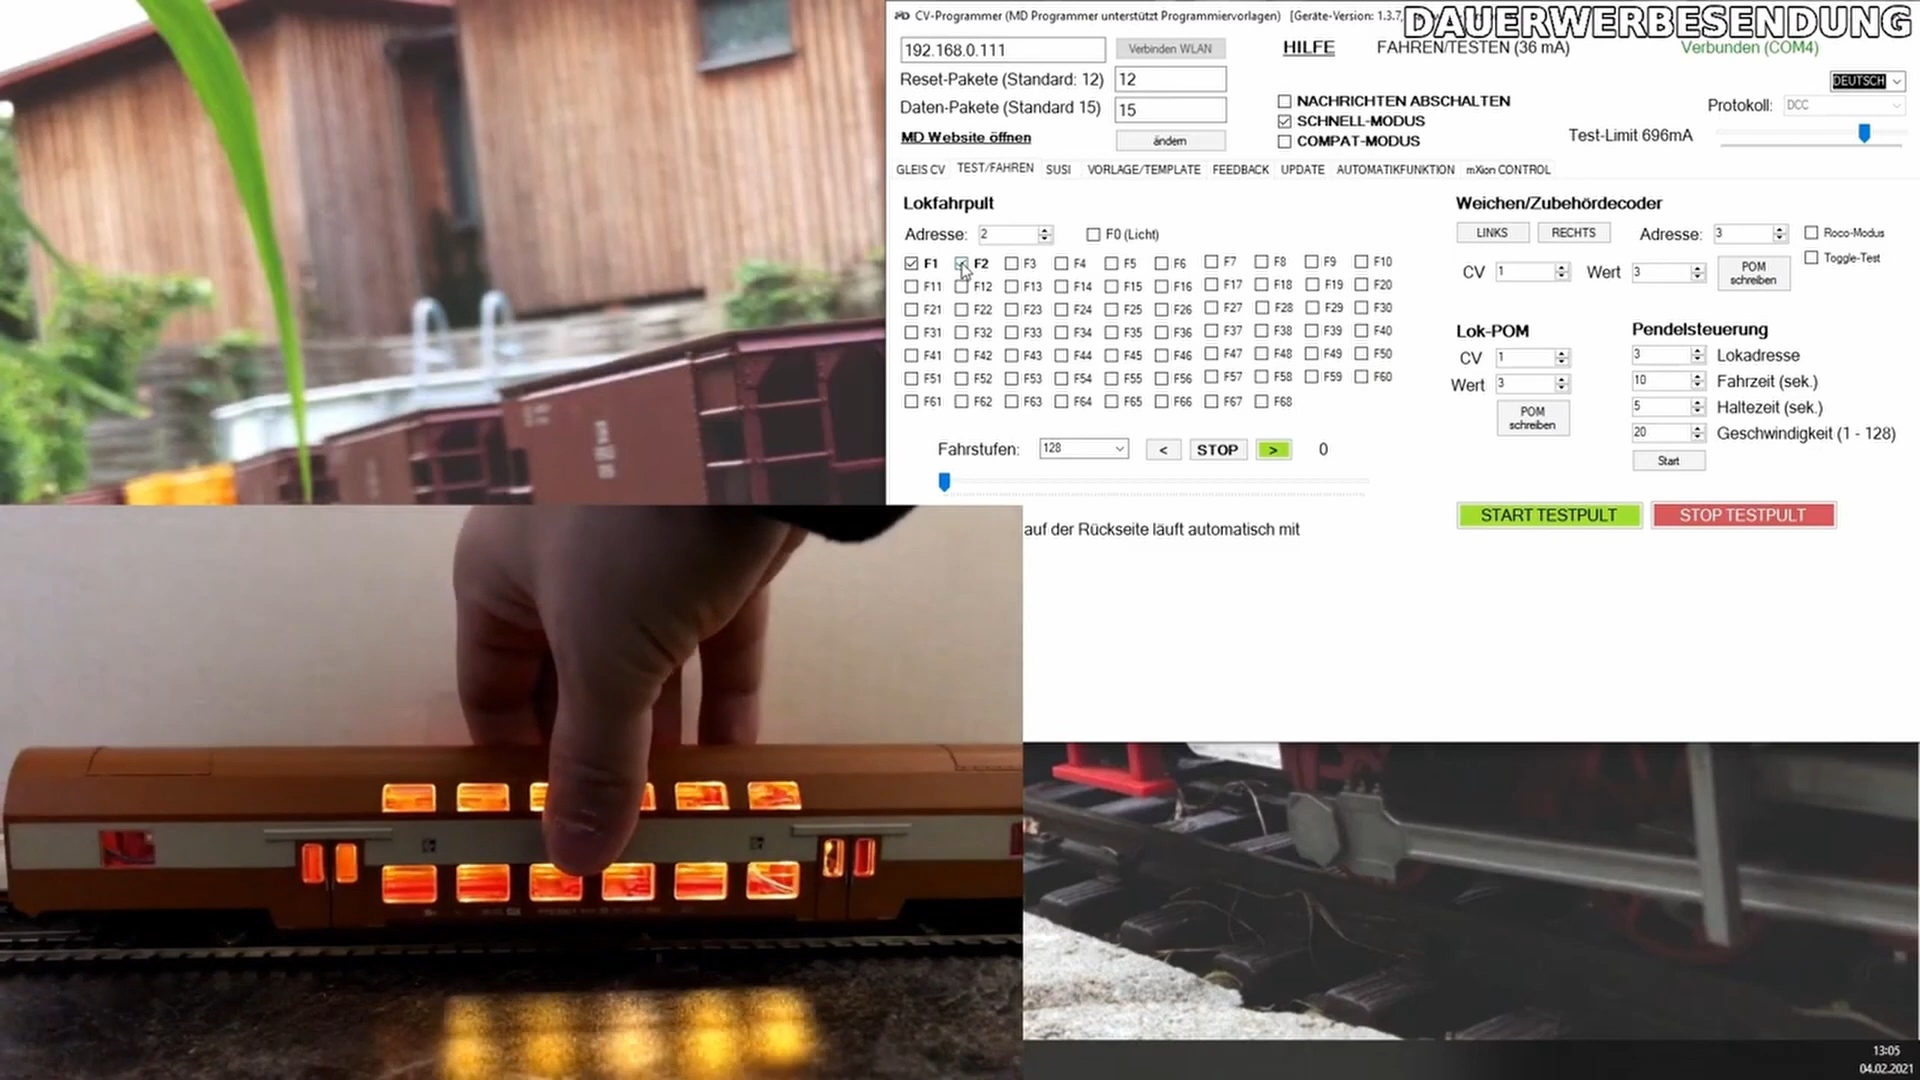 CV-Programmer (MD Programmer unterstützt Programmiervorlagen) [Geräte-Version: 1.3.7,
DAUERWERBESENDUNG
192.168.0.111
Verbinden WLAN
HILFE
FAHREN/TESTEN (36 mA)
Verbunden (COM4)
Reset-Pakete (Standard: 12)
12
DEUTSCH
Daten-Pakete (Standard 15)
15
NACHRICHTEN ABSCHALTEN
Protokoll:
DCC
SCHNELL-MODUS
MD Website öffnen
ändern
COMPAT-MODUS
Test-Limit 696mA
GLEIS CV TEST/FAHREN SUSI VORLAGE/TEMPLATE FEEDBACK UPDATE AUTOMATIKFUNKTION mXion CONTROL
Lokfahrpult
Adresse: 2
F0 (Licht)
F1 F2 F3 F4 F5 F6 F7 F8 F9 F10
F11 F12 F13 F14 F15 F16 F17 F18 F19 F20
F21 F22 F23 F24 F25 F26 F27 F28 F29 F30
F31 F32 F33 F34 F35 F36 F37 F38 F39 F40
F41 F42 F43 F44 F45 F46 F47 F48 F49 F50
F51 F52 F53 F54 F55 F56 F57 F58 F59 F60
F61 F62 F63 F64 F65 F66 F67 F68
Fahrstufen: 128 < STOP > 0
Weichen/Zubehördecoder
LINKS RECHTS Adresse: 3 Roco-Modus
Toggle-Test
CV 1 Wert 3 POM schreiben
Lok-POM
CV 1
Wert 3
POM schreiben
Pendelsteuerung
3 Lokadresse
10 Fahrzeit (sek.)
5 Haltezeit (sek.)
20 Geschwindigkeit (1 - 128)
Start
START TESTPULT STOP TESTPULT
auf der Rückseite läuft automatisch mit
13:05
04.02.2021